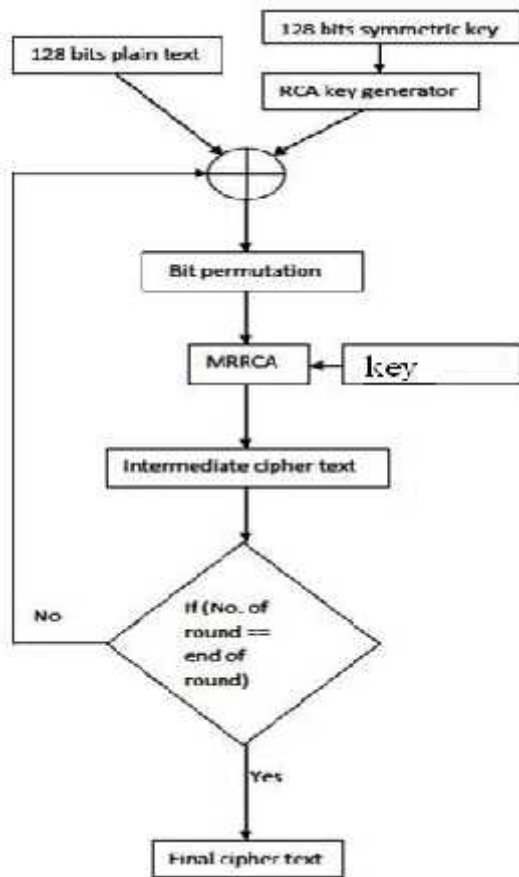 128 bits symmetric key
128 bits plain text
RCA key generator
Bit permutation
MRRCA
key
Intermediate cipher text
No
If (No. of
round ==
end of
round)
Yes
Final cipher text